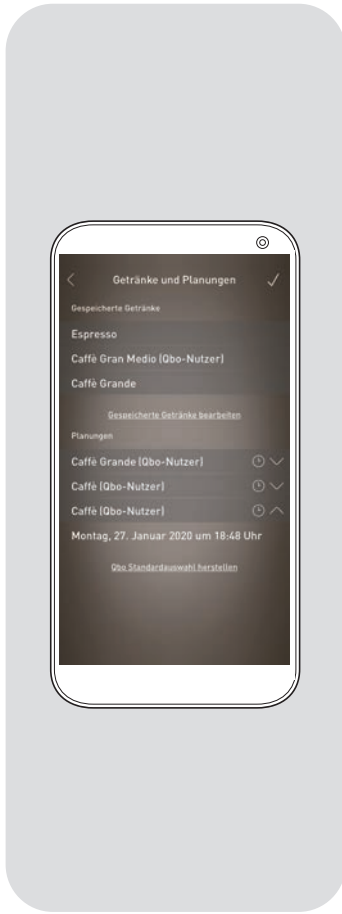 Getränke und Planungen
Gespeicherte Getränke
Espresso
Caffè Gran Medio (Qbo-Nutzer)
Caffè Grande
Gespeicherte Getränke bearbeiten
Planungen
Caffè Grande (Qbo-Nutzer)
Caffè (Qbo-Nutzer)
Caffè (Qbo-Nutzer)
Montag, 27. Januar 2020 um 18:48 Uhr
Qbo Standardauswahl herstellen